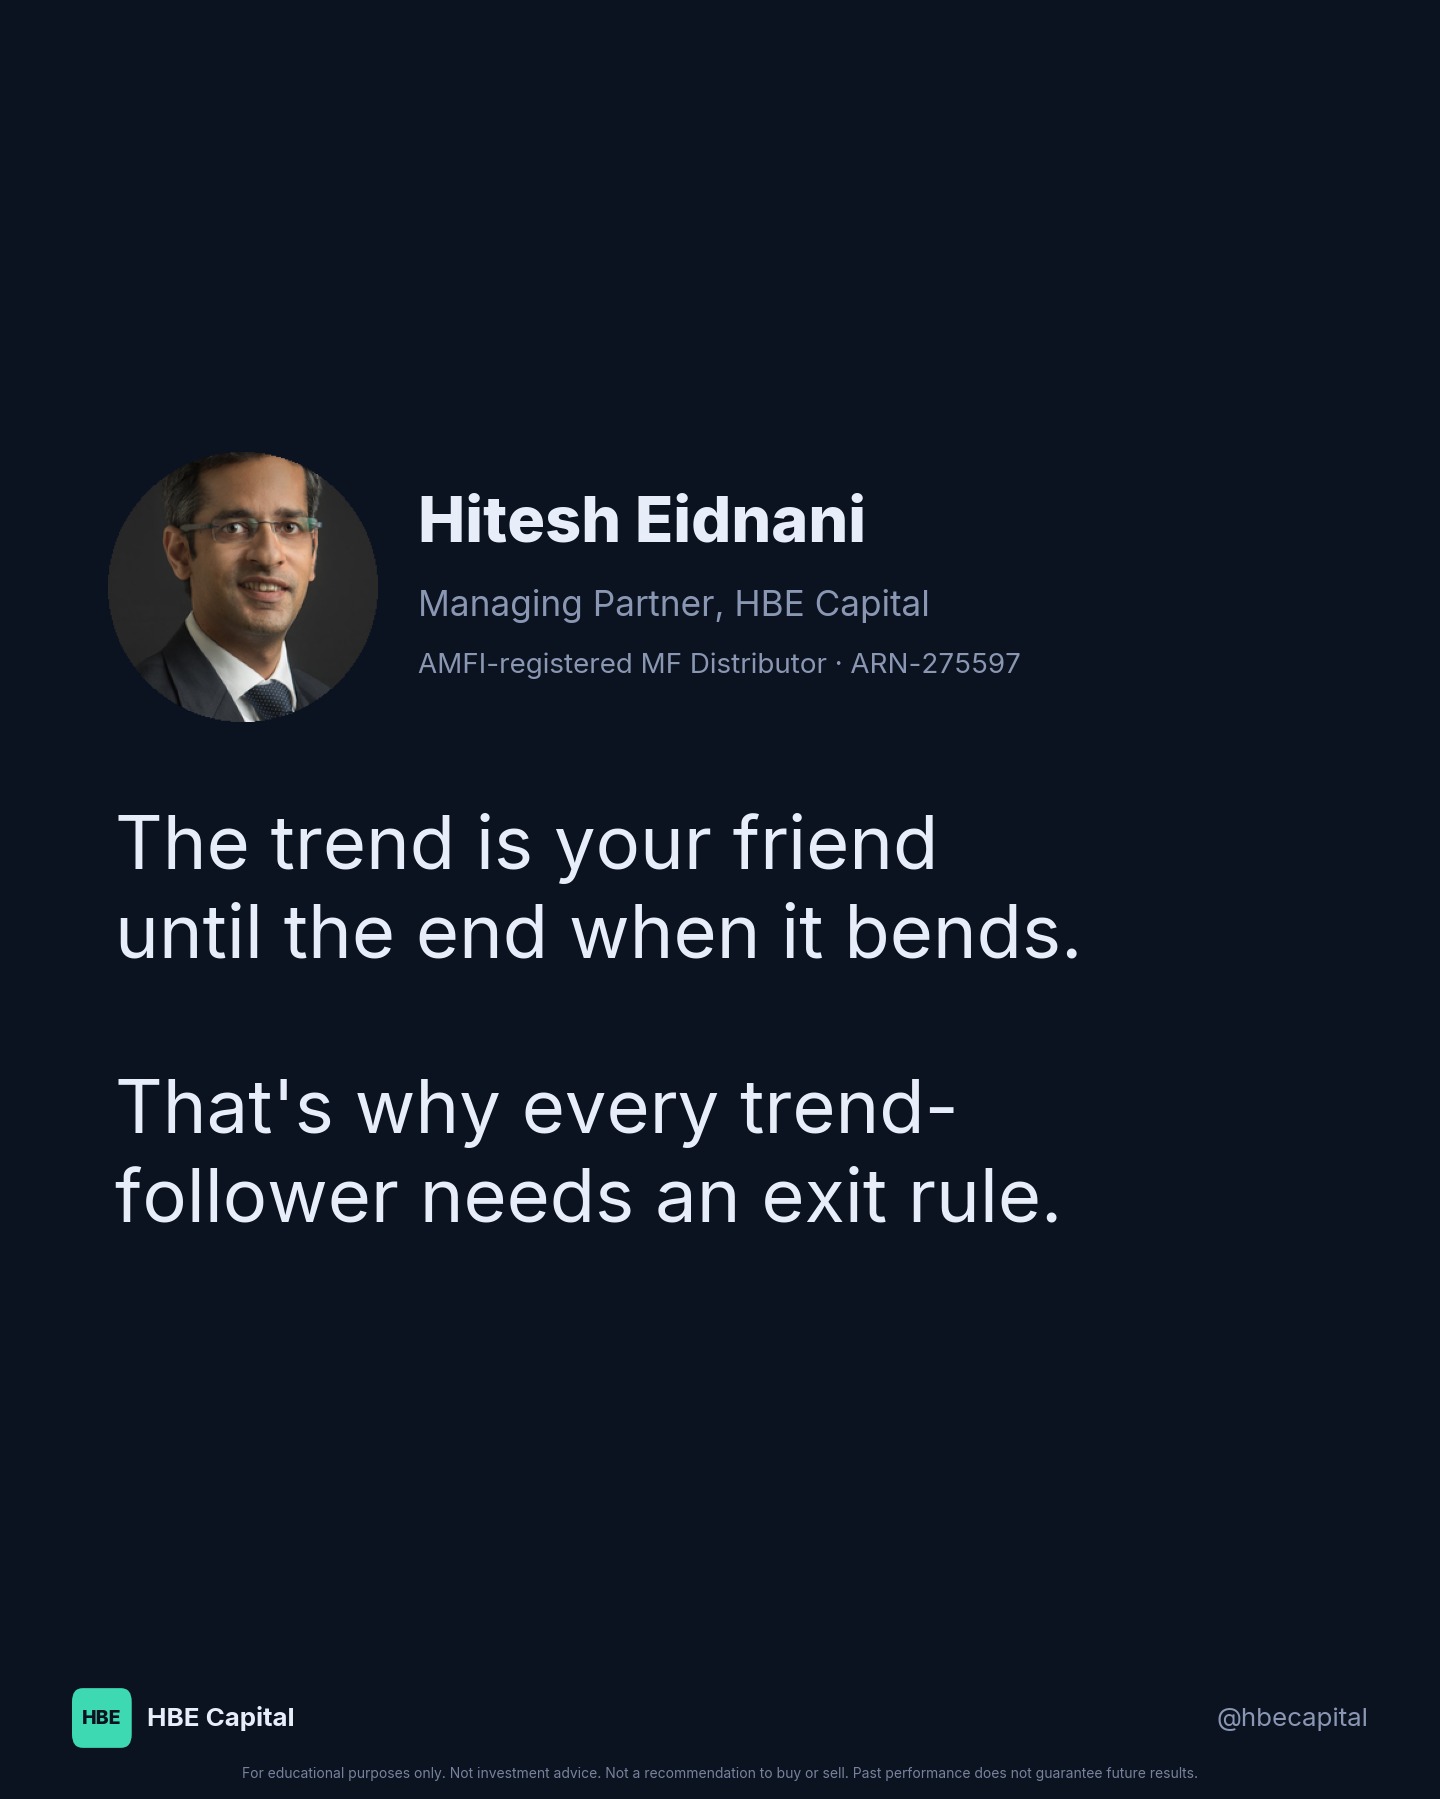 Hitesh Eidnani
Managing Partner, HBE Capital
AMFI-registered MF Distributor · ARN-275597
The trend is your friend
until the end when it bends.
That's why every trend-
follower needs an exit rule.
HBE
HBE Capital
@hbecapital
For educational purposes only. Not investment advice. Not a recommendation to buy or sell. Past performance does not guarantee future results.